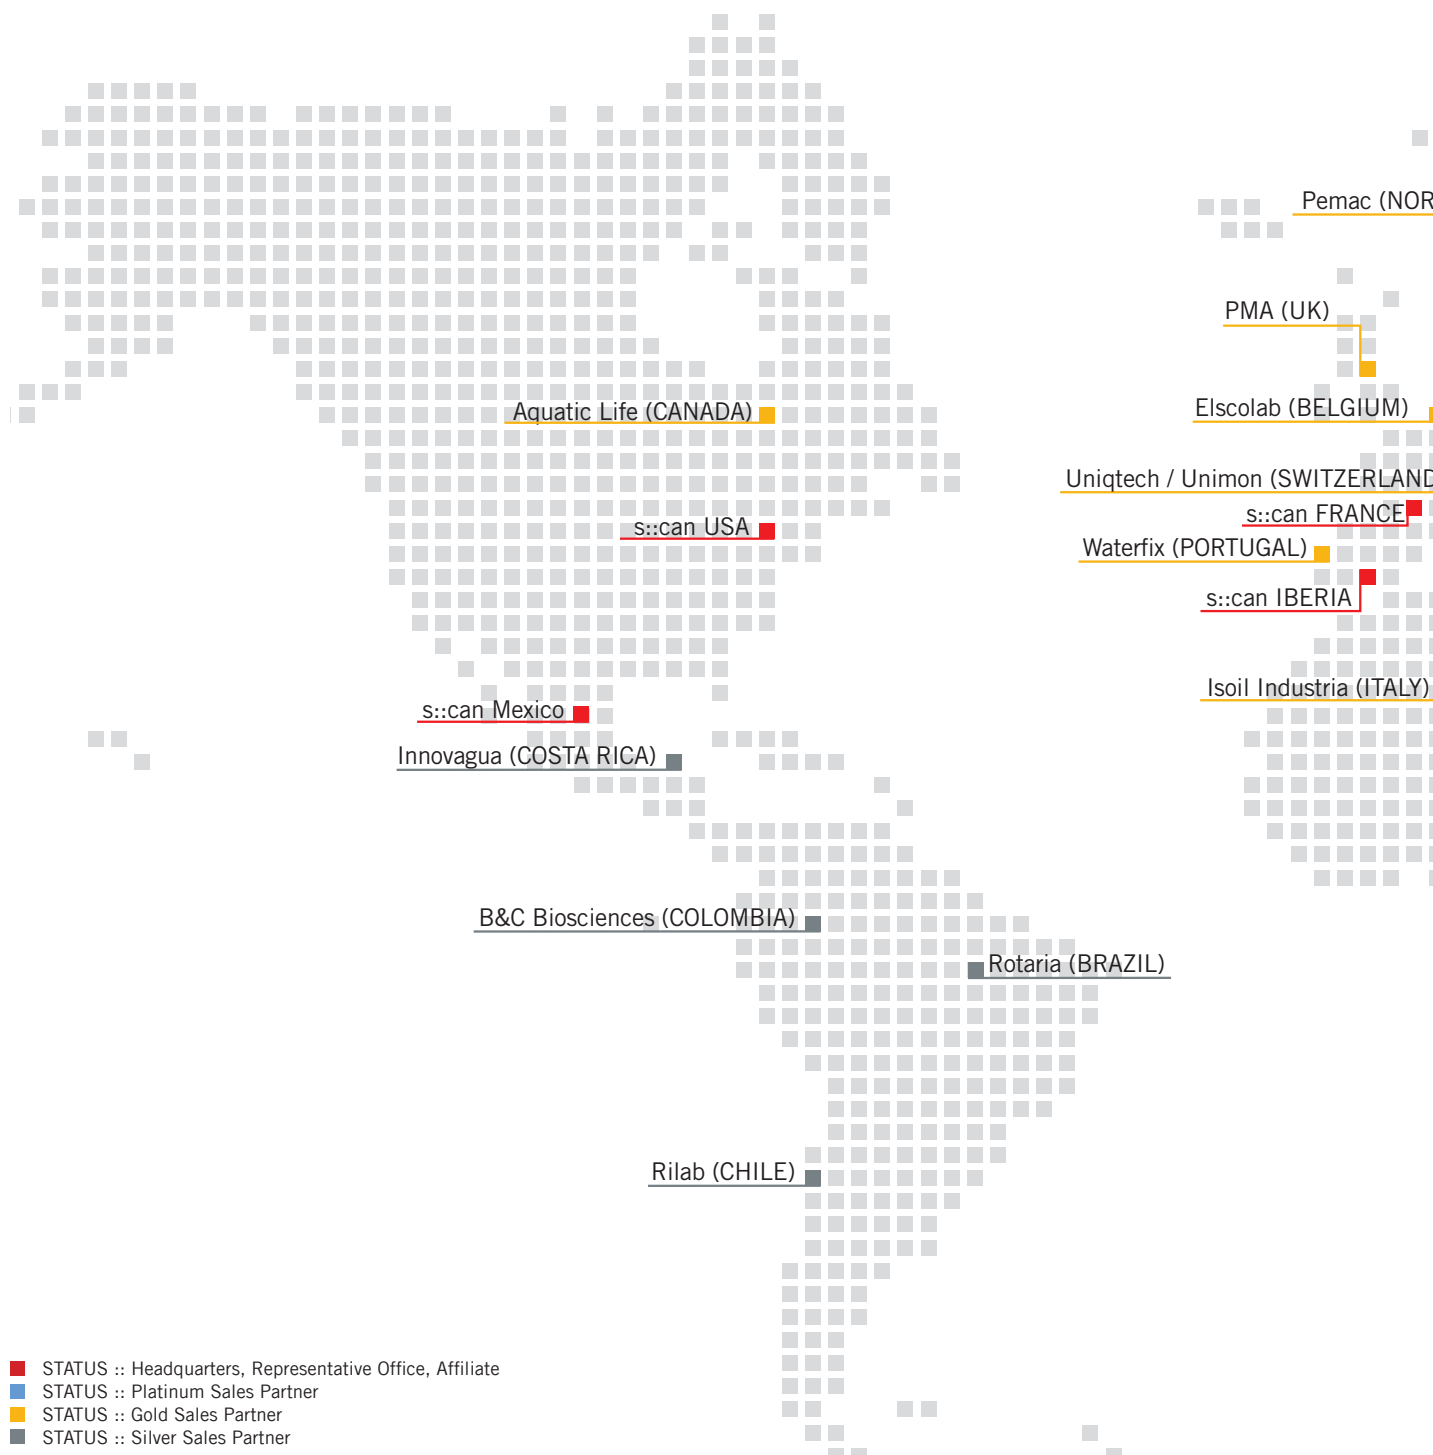 Pemac (NOR
PMA (UK)
Aquatic Life (CANADA)
Elscolab (BELGIUM)
Uniqtech / Unimon (SWITZERLAND
s::can FRANCE
s::can USA
Waterfix (PORTUGAL)
s::can IBERIA
Isoil Industria (ITALY)
s::can Mexico
Innovagua (COSTA RICA)
B&C Biosciences (COLOMBIA)
Rotaria (BRAZIL)
Rilab (CHILE)
STATUS :: Headquarters, Representative Office, Affiliate
STATUS :: Platinum Sales Partner
STATUS :: Gold Sales Partner
STATUS :: Silver Sales Partner